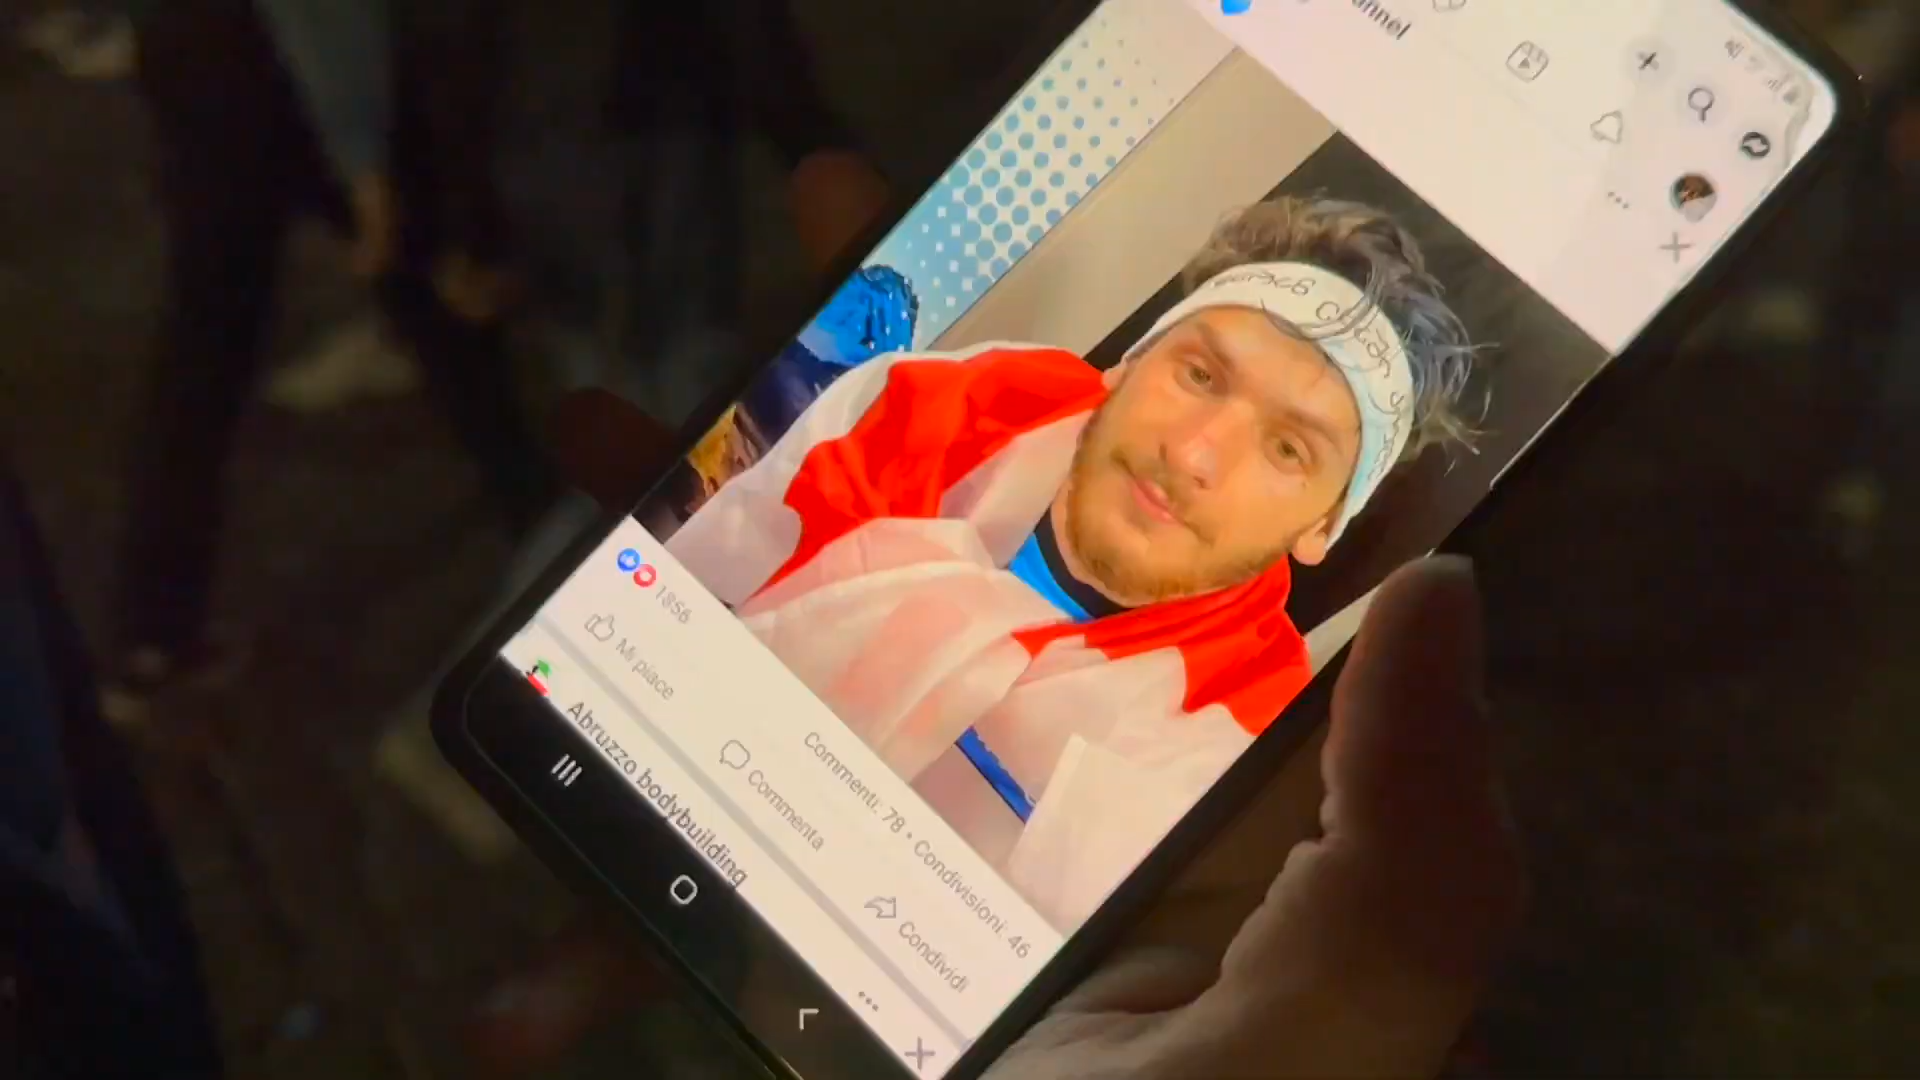 annel
1356
Mi piace
Commenti: 78 • Condivisioni: 46
Commenta
Condividi
Abruzzo bodybuilding